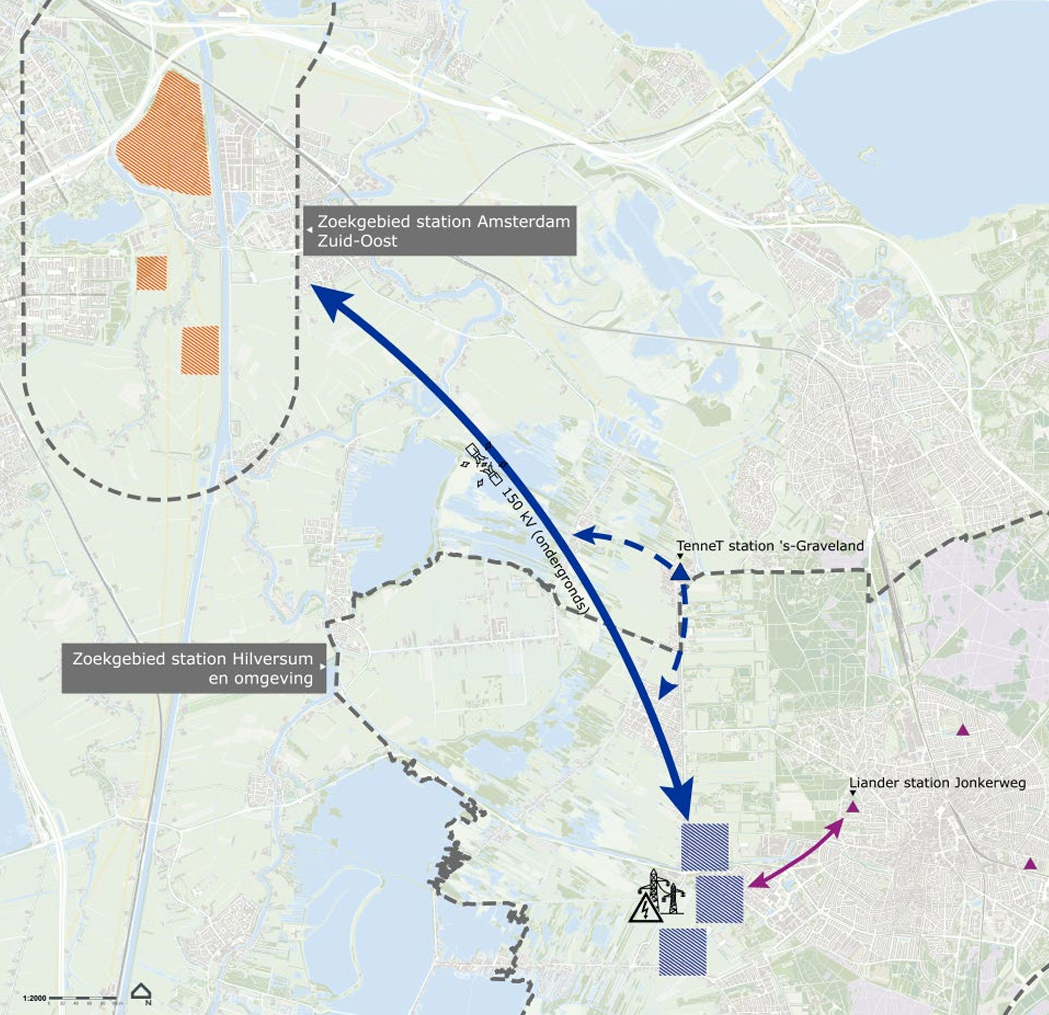 Zoekgebied station Amsterdam
Zuid-Oost
150 kV (ondergronds)
TenneT station 's-Graveland
Zoekgebied station Hilversum
en omgeving
Liander station Jonkerweg
1:2000
N